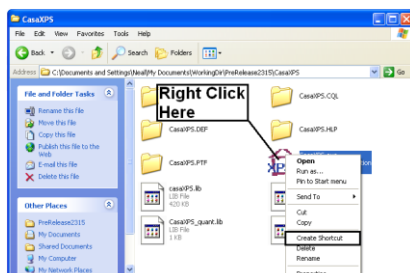 CasaXPS
File Edit View Favorites Tools Help
Back Search Folders
Address C:\Documents and Settings\Neal\My Documents\WorkingDir\PreRelease2315\CasaXPS Go
File and Folder Tasks
Rename this file
Move this file
Copy this file
Publish this file to the
Web
E-mail this file
Delete this file
Other Places
PreRelease2315
My Documents
Shared Documents
My Computer
My Network Places
Right Click
Here
CasaXPS.CQL
CasaXPS.DEF
CasaXPS.HLP
CasaXPS.PTF
casaXPS.lib
LIB File
420 KB
CasaXPS_quant.lib
LIB File
1 KB
XPS
Open
Run as...
Pin to Start menu
Send To
Cut
Copy
Create Shortcut
Delete
Rename
Properties